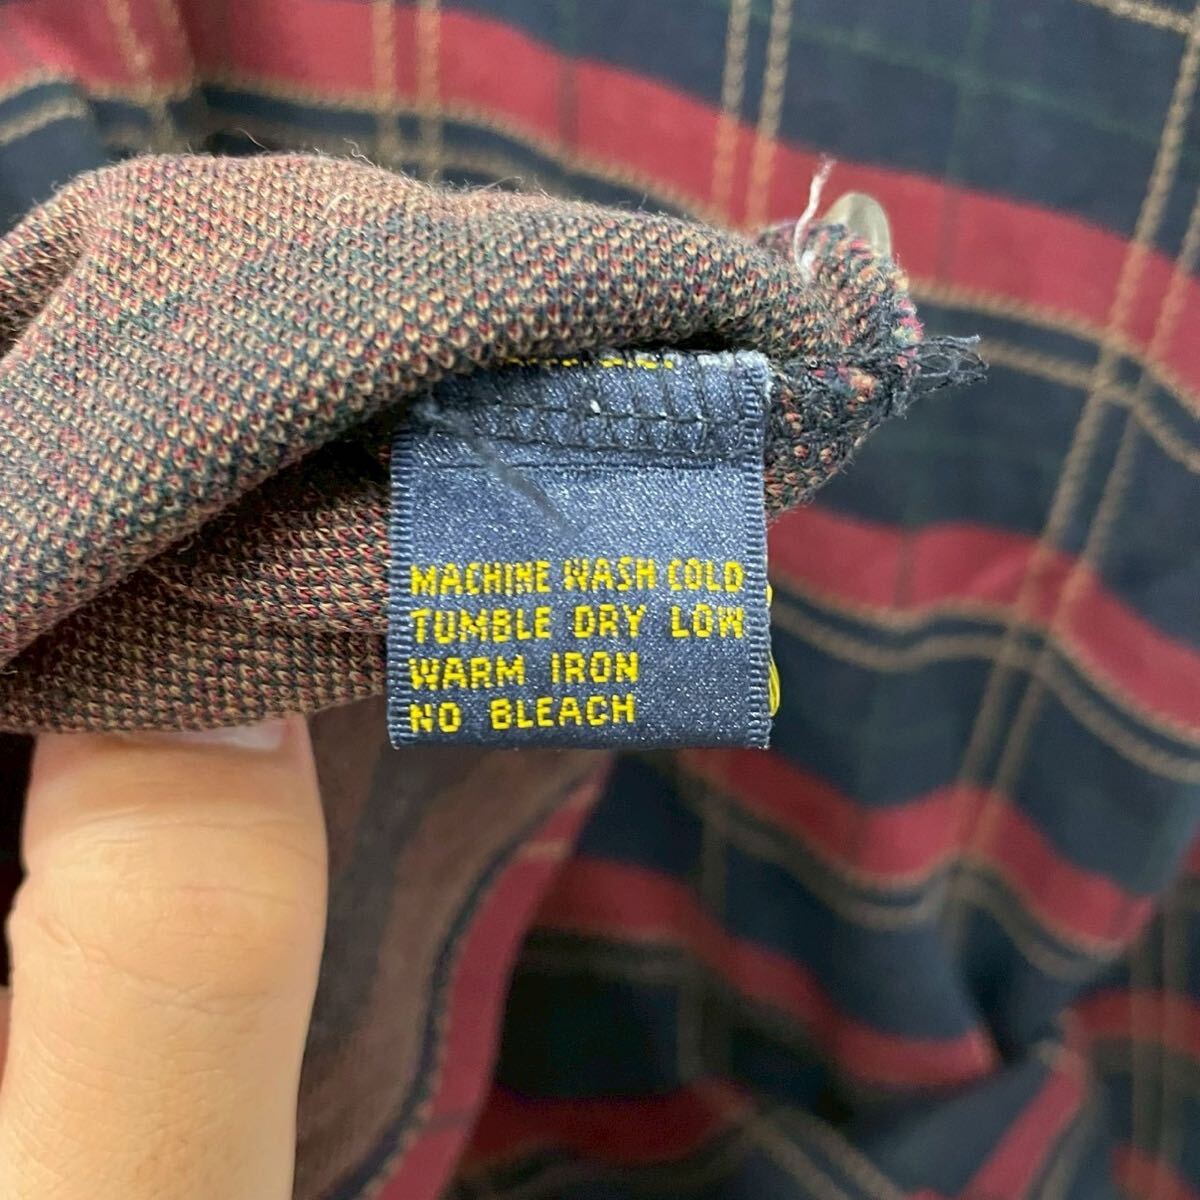 MACHINE WASH COLD
TUMBLE DRY LOW
WARM IRON
NO BLEACH